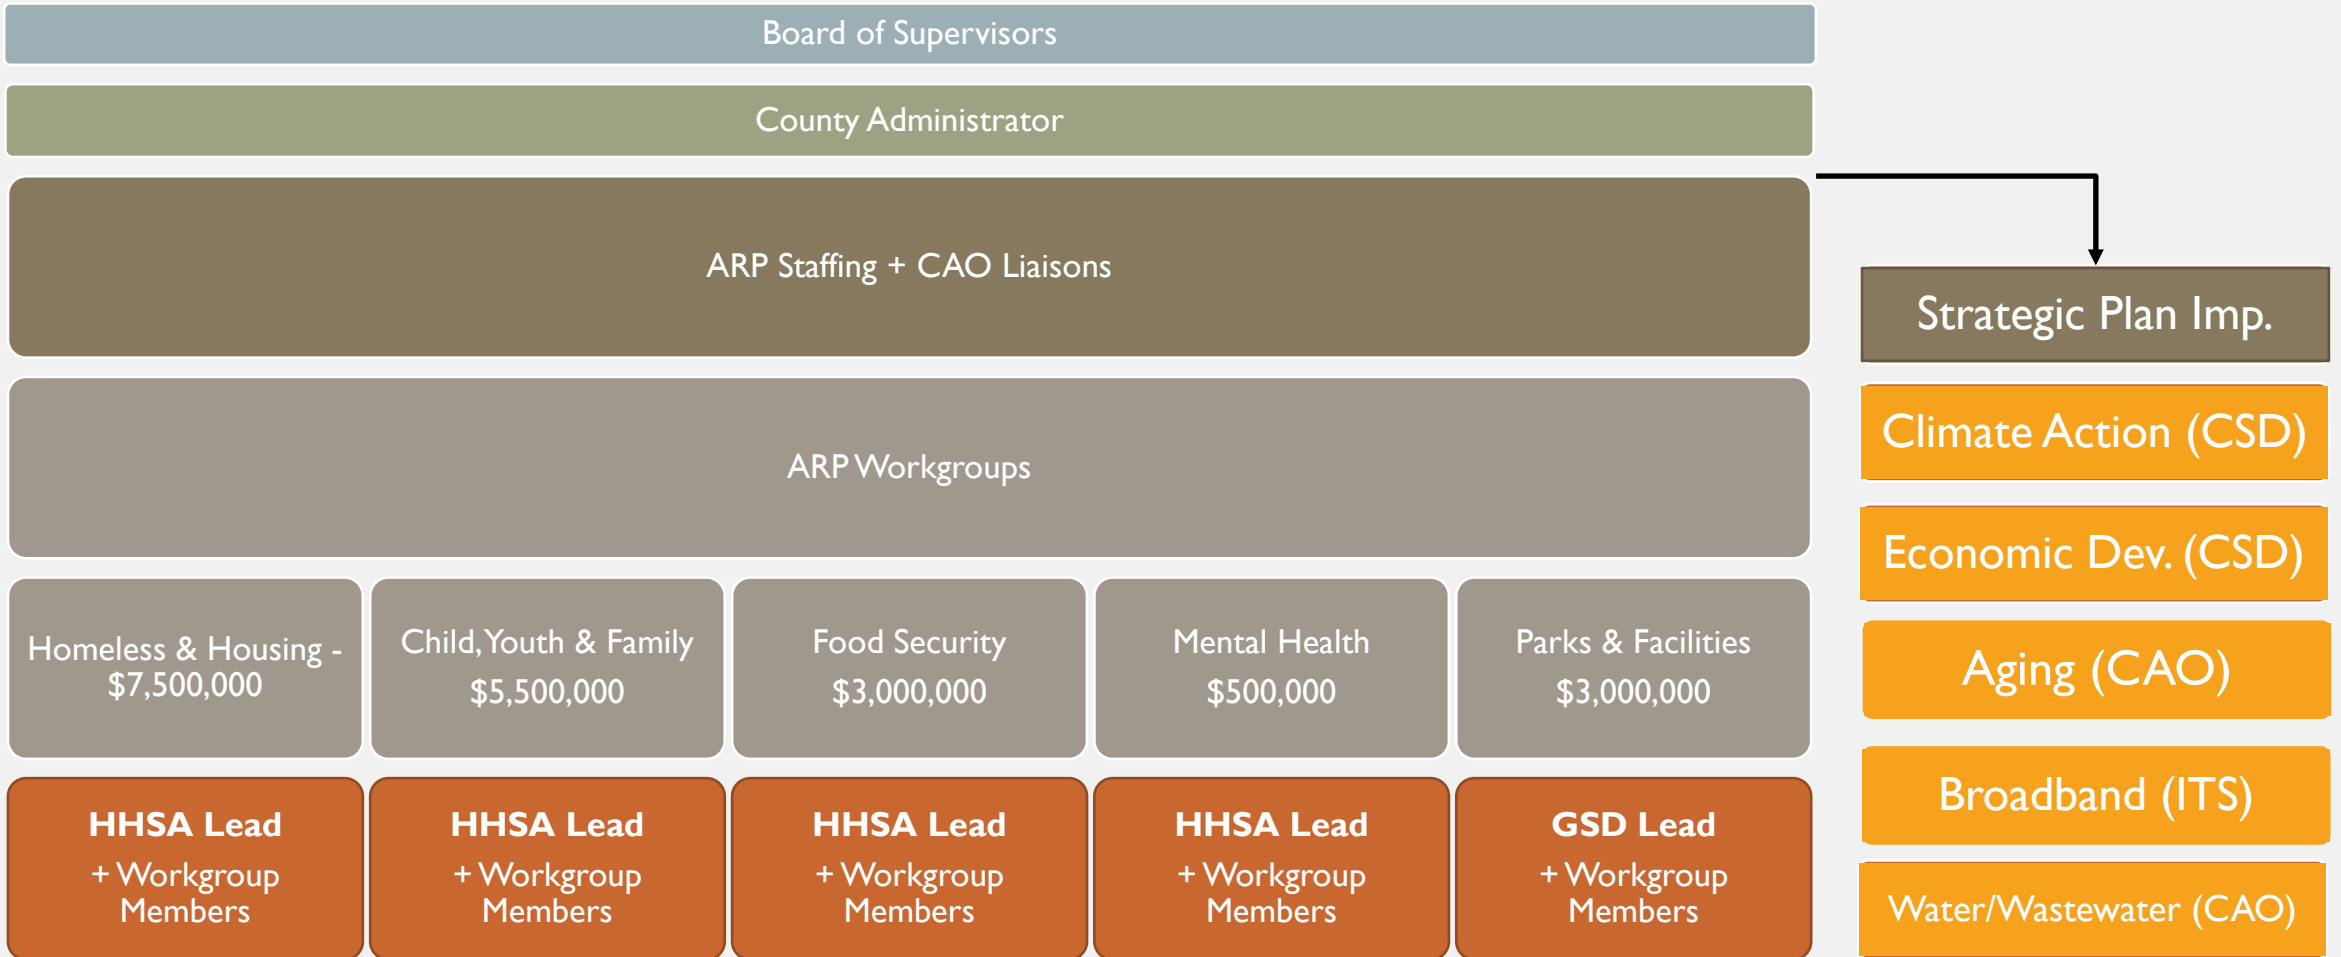 Board of Supervisors
County Administrator
ARP Staffing + CAO Liaisons
ARP Workgroups
Homeless & Housing -
$7,500,000
Child, Youth & Family
$5,500,000
Food Security
$3,000,000
Mental Health
$500,000
Parks & Facilities
$3,000,000
HHSA Lead
+ Workgroup
Members
HHSA Lead
+ Workgroup
Members
HHSA Lead
+ Workgroup
Members
HHSA Lead
+ Workgroup
Members
GSD Lead
+ Workgroup
Members
Strategic Plan Imp.
Climate Action (CSD)
Economic Dev. (CSD)
Aging (CAO)
Broadband (ITS)
Water/Wastewater (CAO)